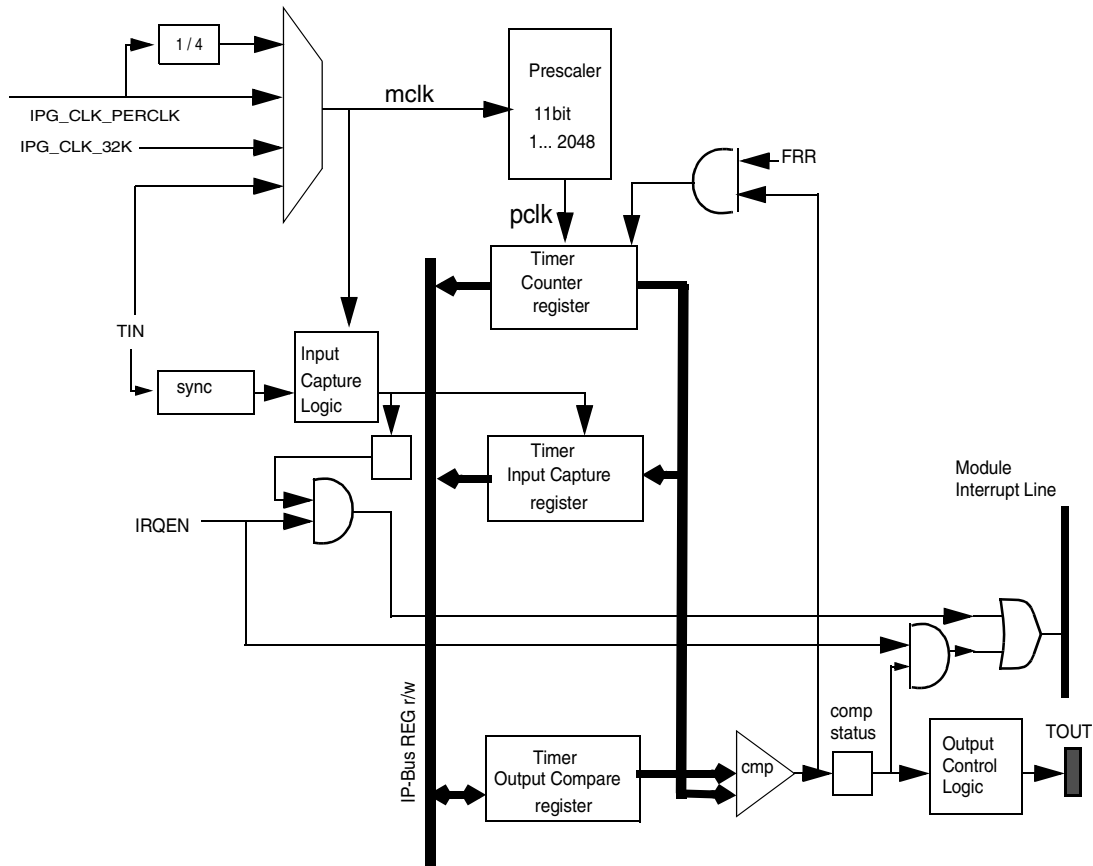 1 / 4
IPG_CLK_PERCLK
IPG_CLK_32K
mclk
Prescaler
11bit
1... 2048
FRR
pclk
Timer
Counter
register
TIN
sync
Input
Capture
Logic
Timer
Input Capture
register
IRQEN
Module
Interrupt Line
IP-Bus REG r/w
Timer
Output Compare
register
cmp
comp
status
Output
Control
Logic
TOUT